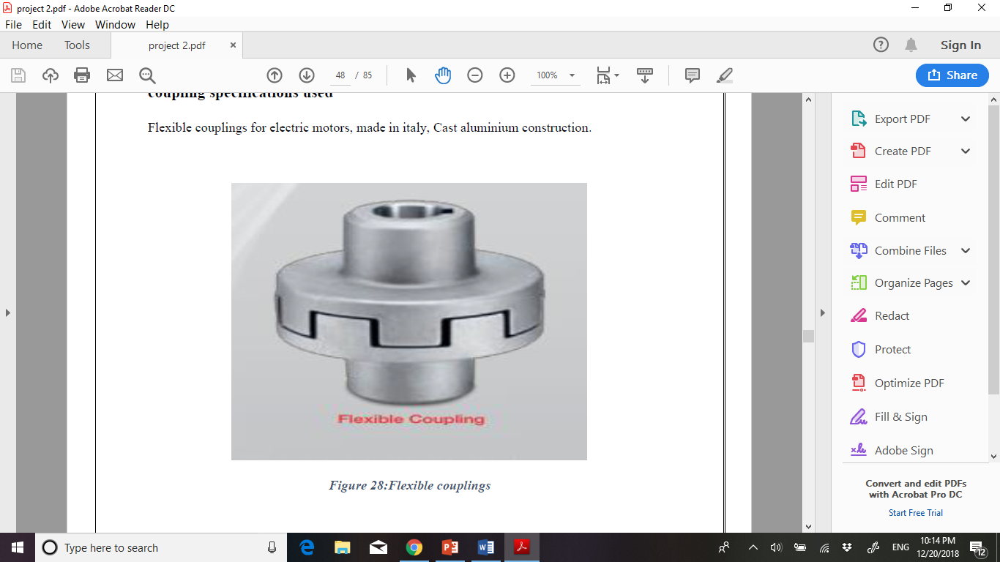 project 2.pdf - Adobe Acrobat Reader DC
File Edit View Window Help
Home Tools project 2.pdf Sign In
48 / 85 100% Share
coupling specifications used
Flexible couplings for electric motors, made in italy, Cast aluminium construction.
Flexible Coupling
Figure 28:Flexible couplings
Export PDF
Create PDF
Edit PDF
Comment
Combine Files
Organize Pages
Redact
Protect
Optimize PDF
Fill & Sign
Adobe Sign
Convert and edit PDFs
with Acrobat Pro DC
Start Free Trial
Type here to search
ENG
10:14 PM
12/20/2018
12